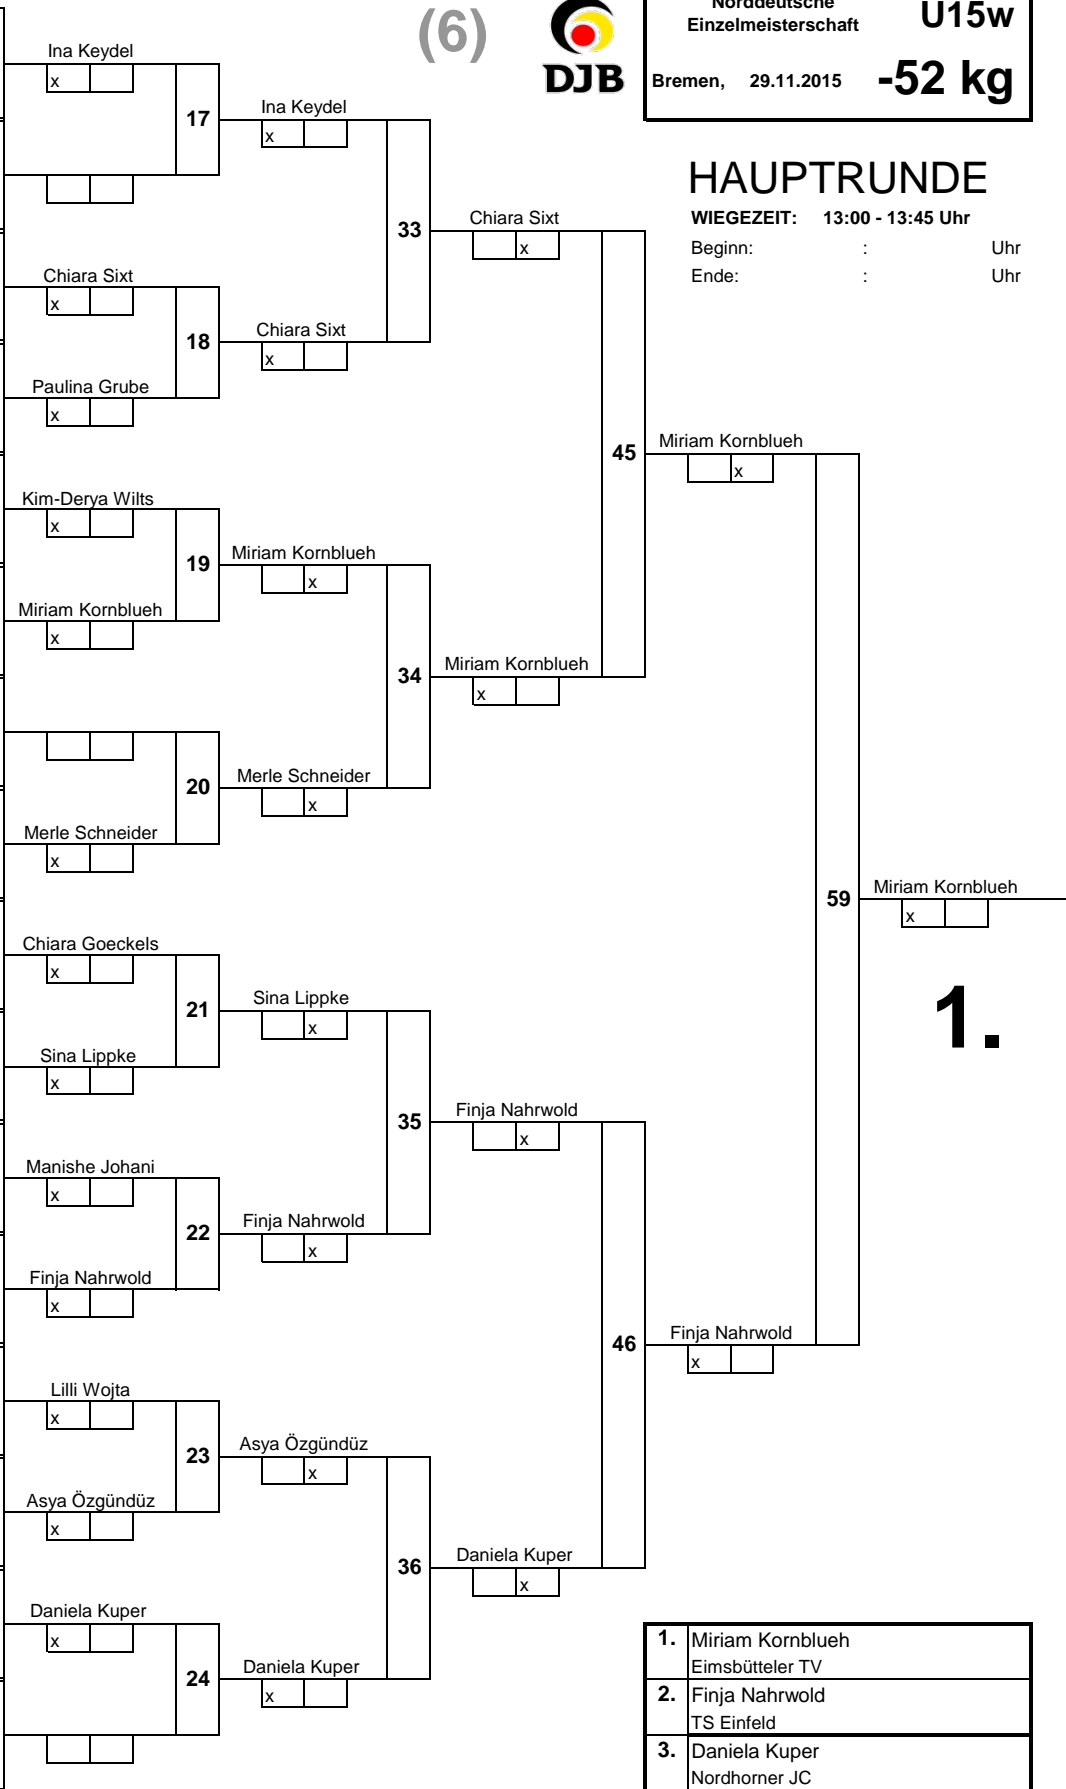 (6)
DJB
Norddeutsche
Einzelmeisterschaft
U15w
Bremen, 29.11.2015
-52 kg
HAUPTRUNDE
WIEGEZEIT: 13:00 - 13:45 Uhr
Beginn: : Uhr
Ende: : Uhr
Ina Keydel
x
17
Ina Keydel
x
33
Chiara Sixt
x
Chiara Sixt
x
18
Chiara Sixt
x
Paulina Grube
x
45
Miriam Kornblueh
x
Kim-Derya Wilts
x
19
Miriam Kornblueh
x
Miriam Kornblueh
x
34
Miriam Kornblueh
x
20
Merle Schneider
x
Merle Schneider
x
59
Miriam Kornblueh
x
1.
Chiara Goeckels
x
21
Sina Lippke
x
Sina Lippke
x
35
Finja Nahrwold
x
Manishe Johani
x
22
Finja Nahrwold
x
Finja Nahrwold
x
46
Finja Nahrwold
x
Lilli Wojta
x
23
Asya Özgündüz
x
Asya Özgündüz
x
36
Daniela Kuper
x
Daniela Kuper
x
24
Daniela Kuper
x
1. Miriam Kornblueh
Eimsbütteler TV
2. Finja Nahrwold
TS Einfeld
3. Daniela Kuper
Nordhorner JC